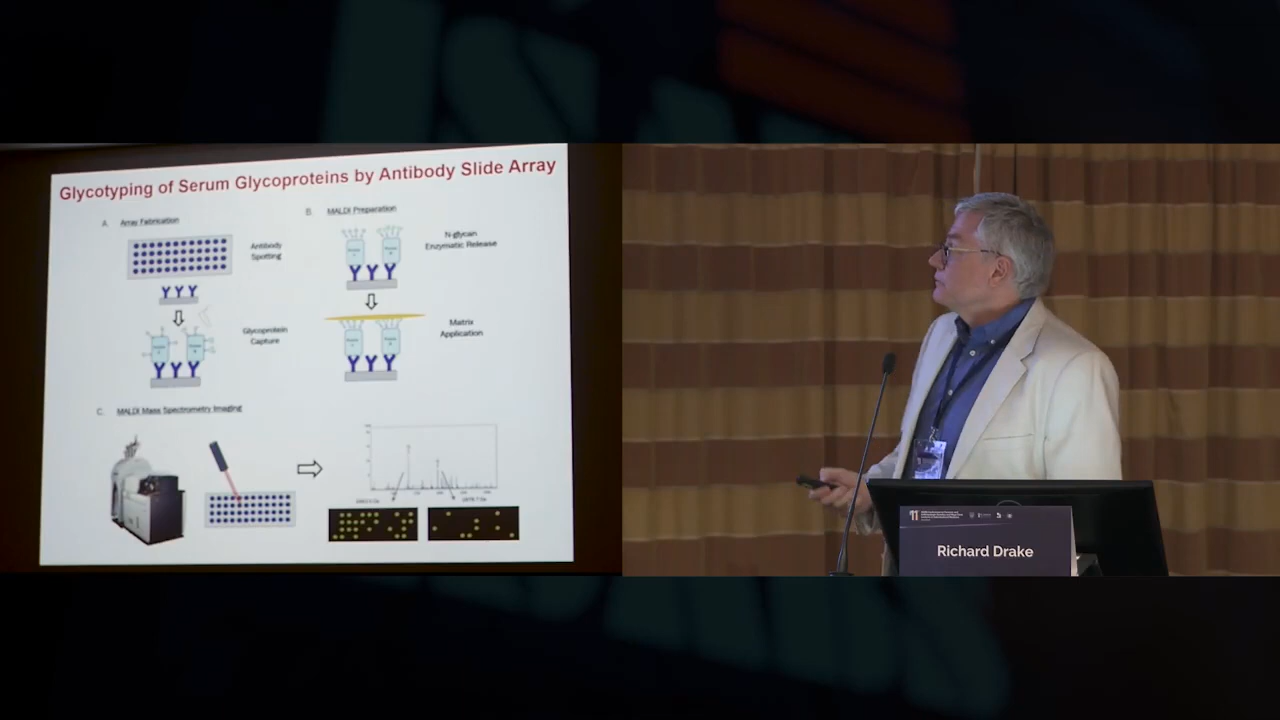 Glycotyping of Serum Glycoproteins by Antibody Slide Array
A. Array Fabrication
B. MALDI Preparation
Antibody
Spotting
N-glycan
Enzymatic Release
Glycoprotein
Capture
Matrix
Application
C. MALDI Mass Spectrometry Imaging
11
Richard Drake